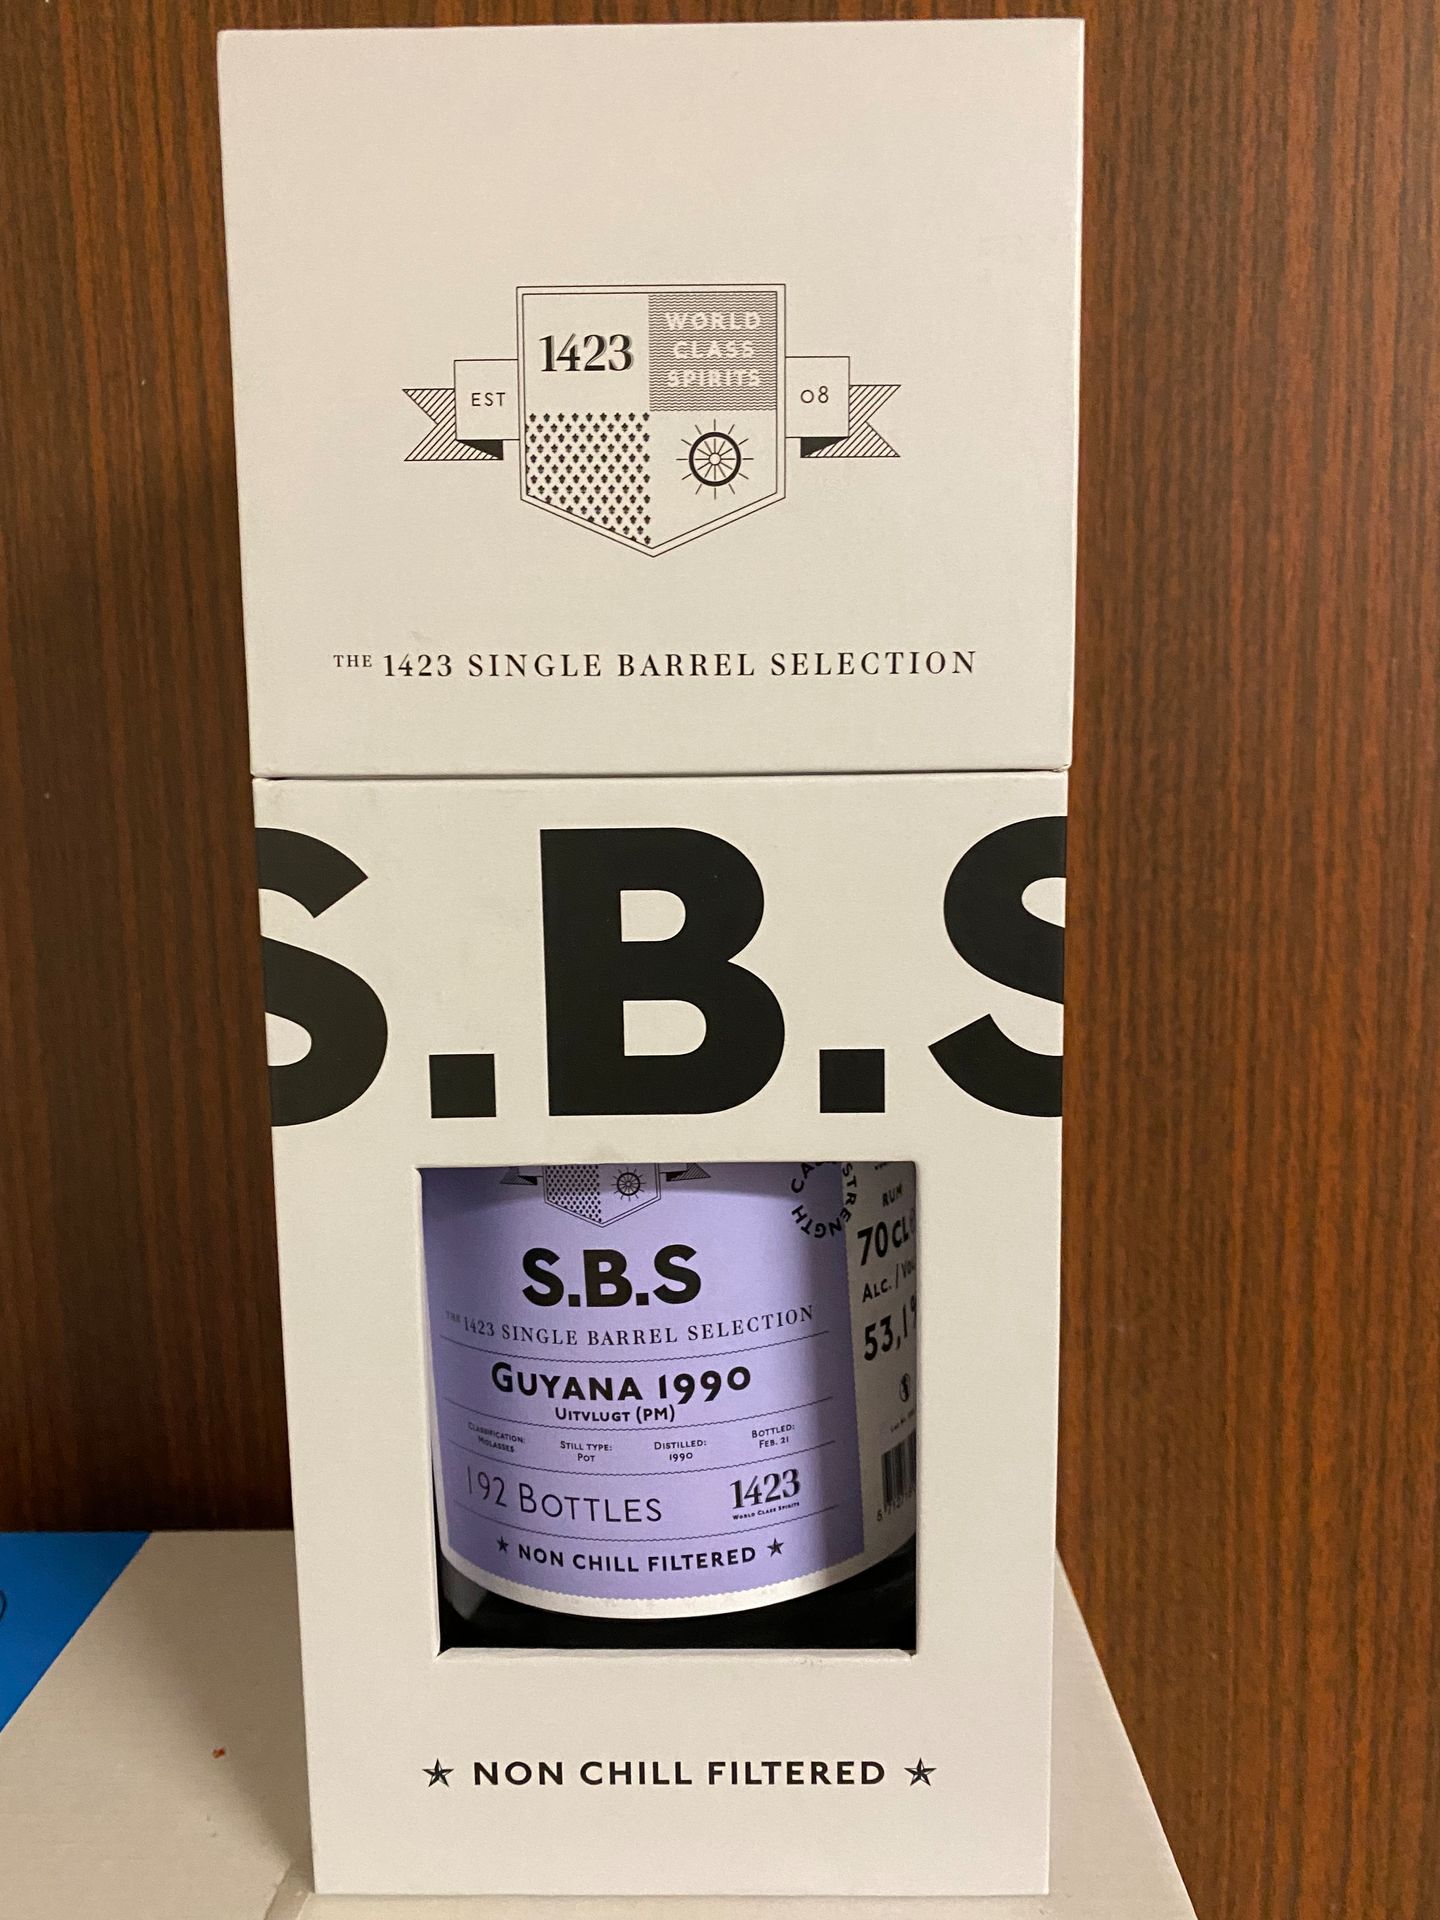 1423
WORLD
CLASS
SPIRITS
EST
08
THE 1423 SINGLE BARREL SELECTION
S.B.S
S.B.S
THE 1423 SINGLE BARREL SELECTION
GUYANA 1990
UITVLUGT (PM)
CLASSIFICATION:
MOLASSES
STILL TYPE:
POT
DISTILLED:
1990
BOTTLED:
FEB. 21
192 BOTTLES
1423
WORLD CLASS SPIRITS
★ NON CHILL FILTERED ★
STRENGTH
RUM
70CL
ALC./
53,1
★ NON CHILL FILTERED ★